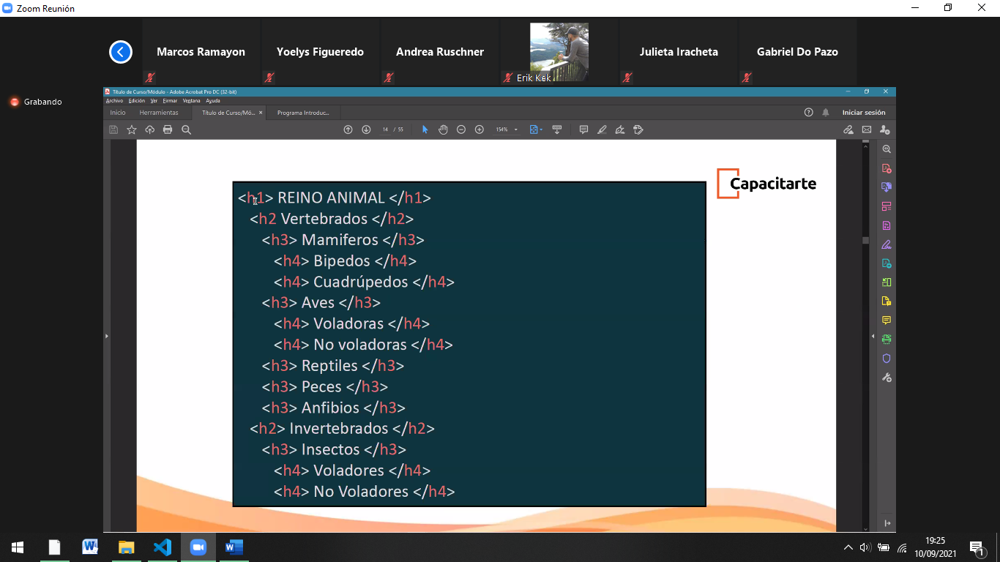 Zoom Reunión
Marcos Ramayon
Yoelys Figueredo
Andrea Ruschner
Erik Kek
Julieta Iracheta
Gabriel Do Pazo
Grabando
Título de Curso/Módulo - Adobe Acrobat Pro DC (32-bit)
Archivo Edición Ver Firmar Ventana Ayuda
Inicio Herramientas Título de Curso/Mó... × Programa Introduc... Iniciar sesión
14 / 55 154%
Capacitarte
<h1> REINO ANIMAL </h1>
<h2 Vertebrados </h2>
<h3> Mamiferos </h3>
<h4> Bipedos </h4>
<h4> Cuadrúpedos </h4>
<h3> Aves </h3>
<h4> Voladoras </h4>
<h4> No voladoras </h4>
<h3> Reptiles </h3>
<h3> Peces </h3>
<h3> Anfibios </h3>
<h2> Invertebrados </h2>
<h3> Insectos </h3>
<h4> Voladores </h4>
<h4> No Voladores </h4>
19:25
10/09/2021
1